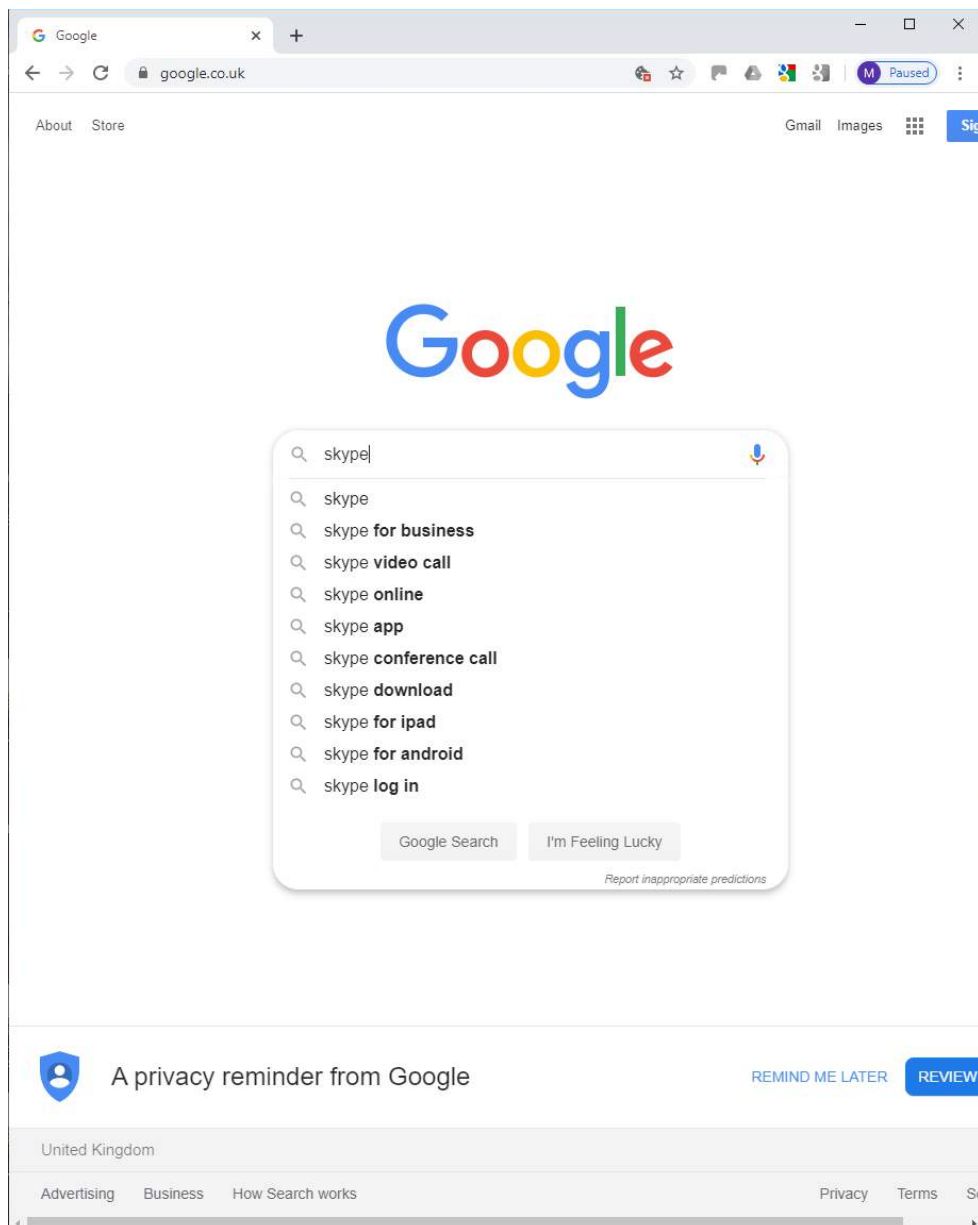 Google
google.co.uk
M Paused
About Store
Gmail Images
Google
skype
skype
skype for business
skype video call
skype online
skype app
skype conference call
skype download
skype for ipad
skype for android
skype log in
Google Search I'm Feeling Lucky
Report inappropriate predictions
A privacy reminder from Google
REMIND ME LATER REVIEW
United Kingdom
Advertising Business How Search works
Privacy Terms